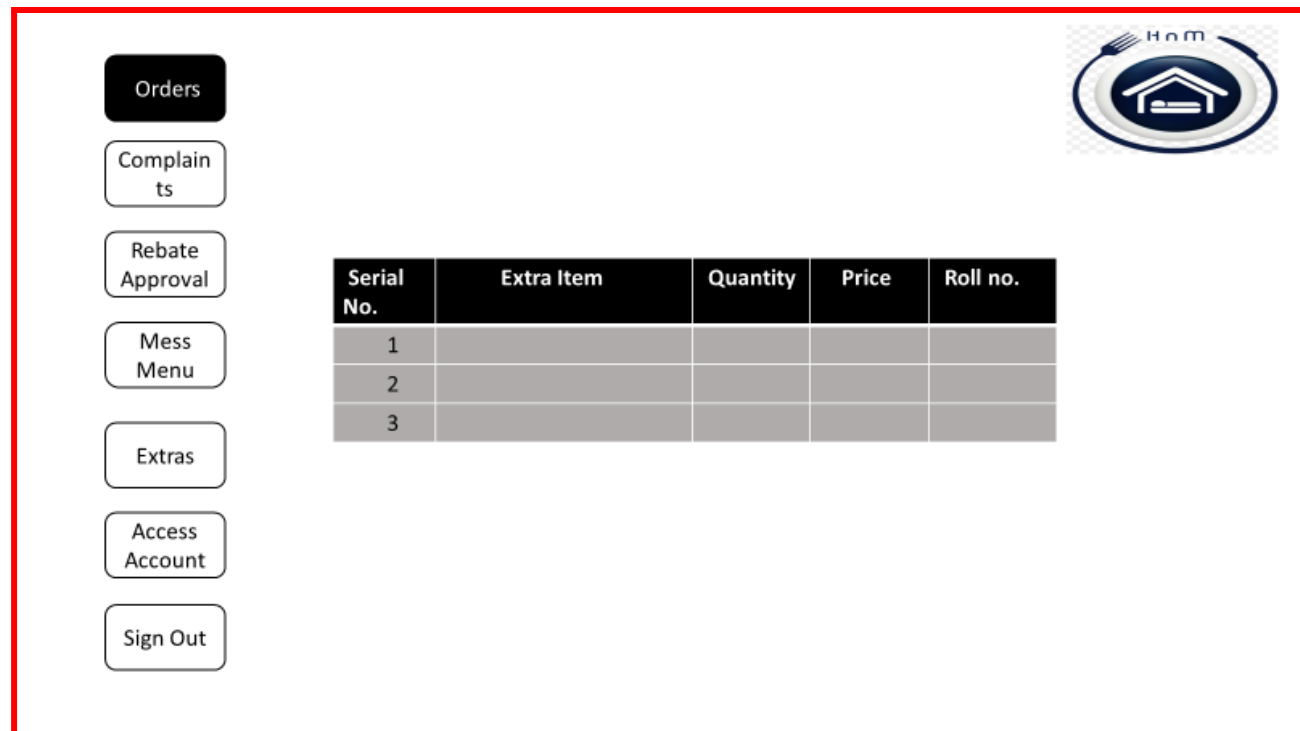 HnM
Orders
Complain
ts
Rebate
Approval
Mess
Menu
Extras
Access
Account
Sign Out
Serial No. Extra Item Quantity Price Roll no.
1
2
3